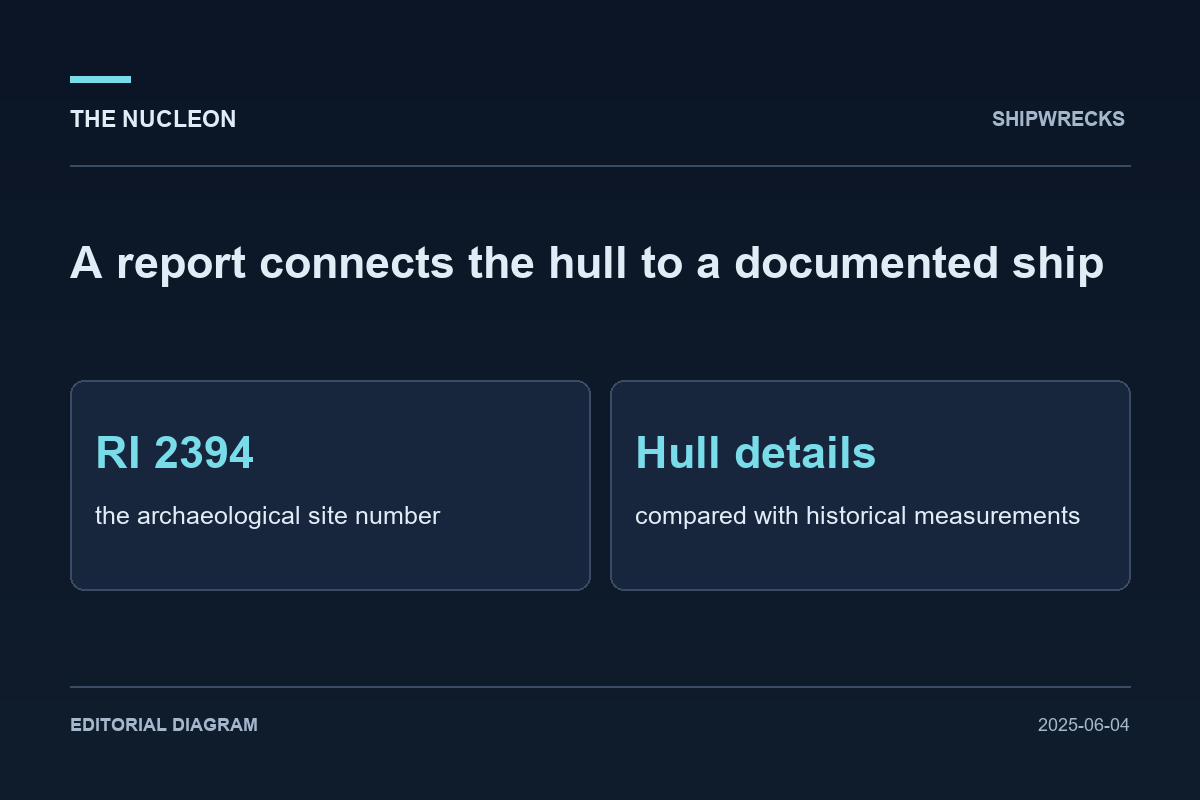 THE NUCLEON
SHIPWRECKS
A report connects the hull to a documented ship
RI 2394
the archaeological site number
Hull details
compared with historical measurements
EDITORIAL DIAGRAM
2025-06-04